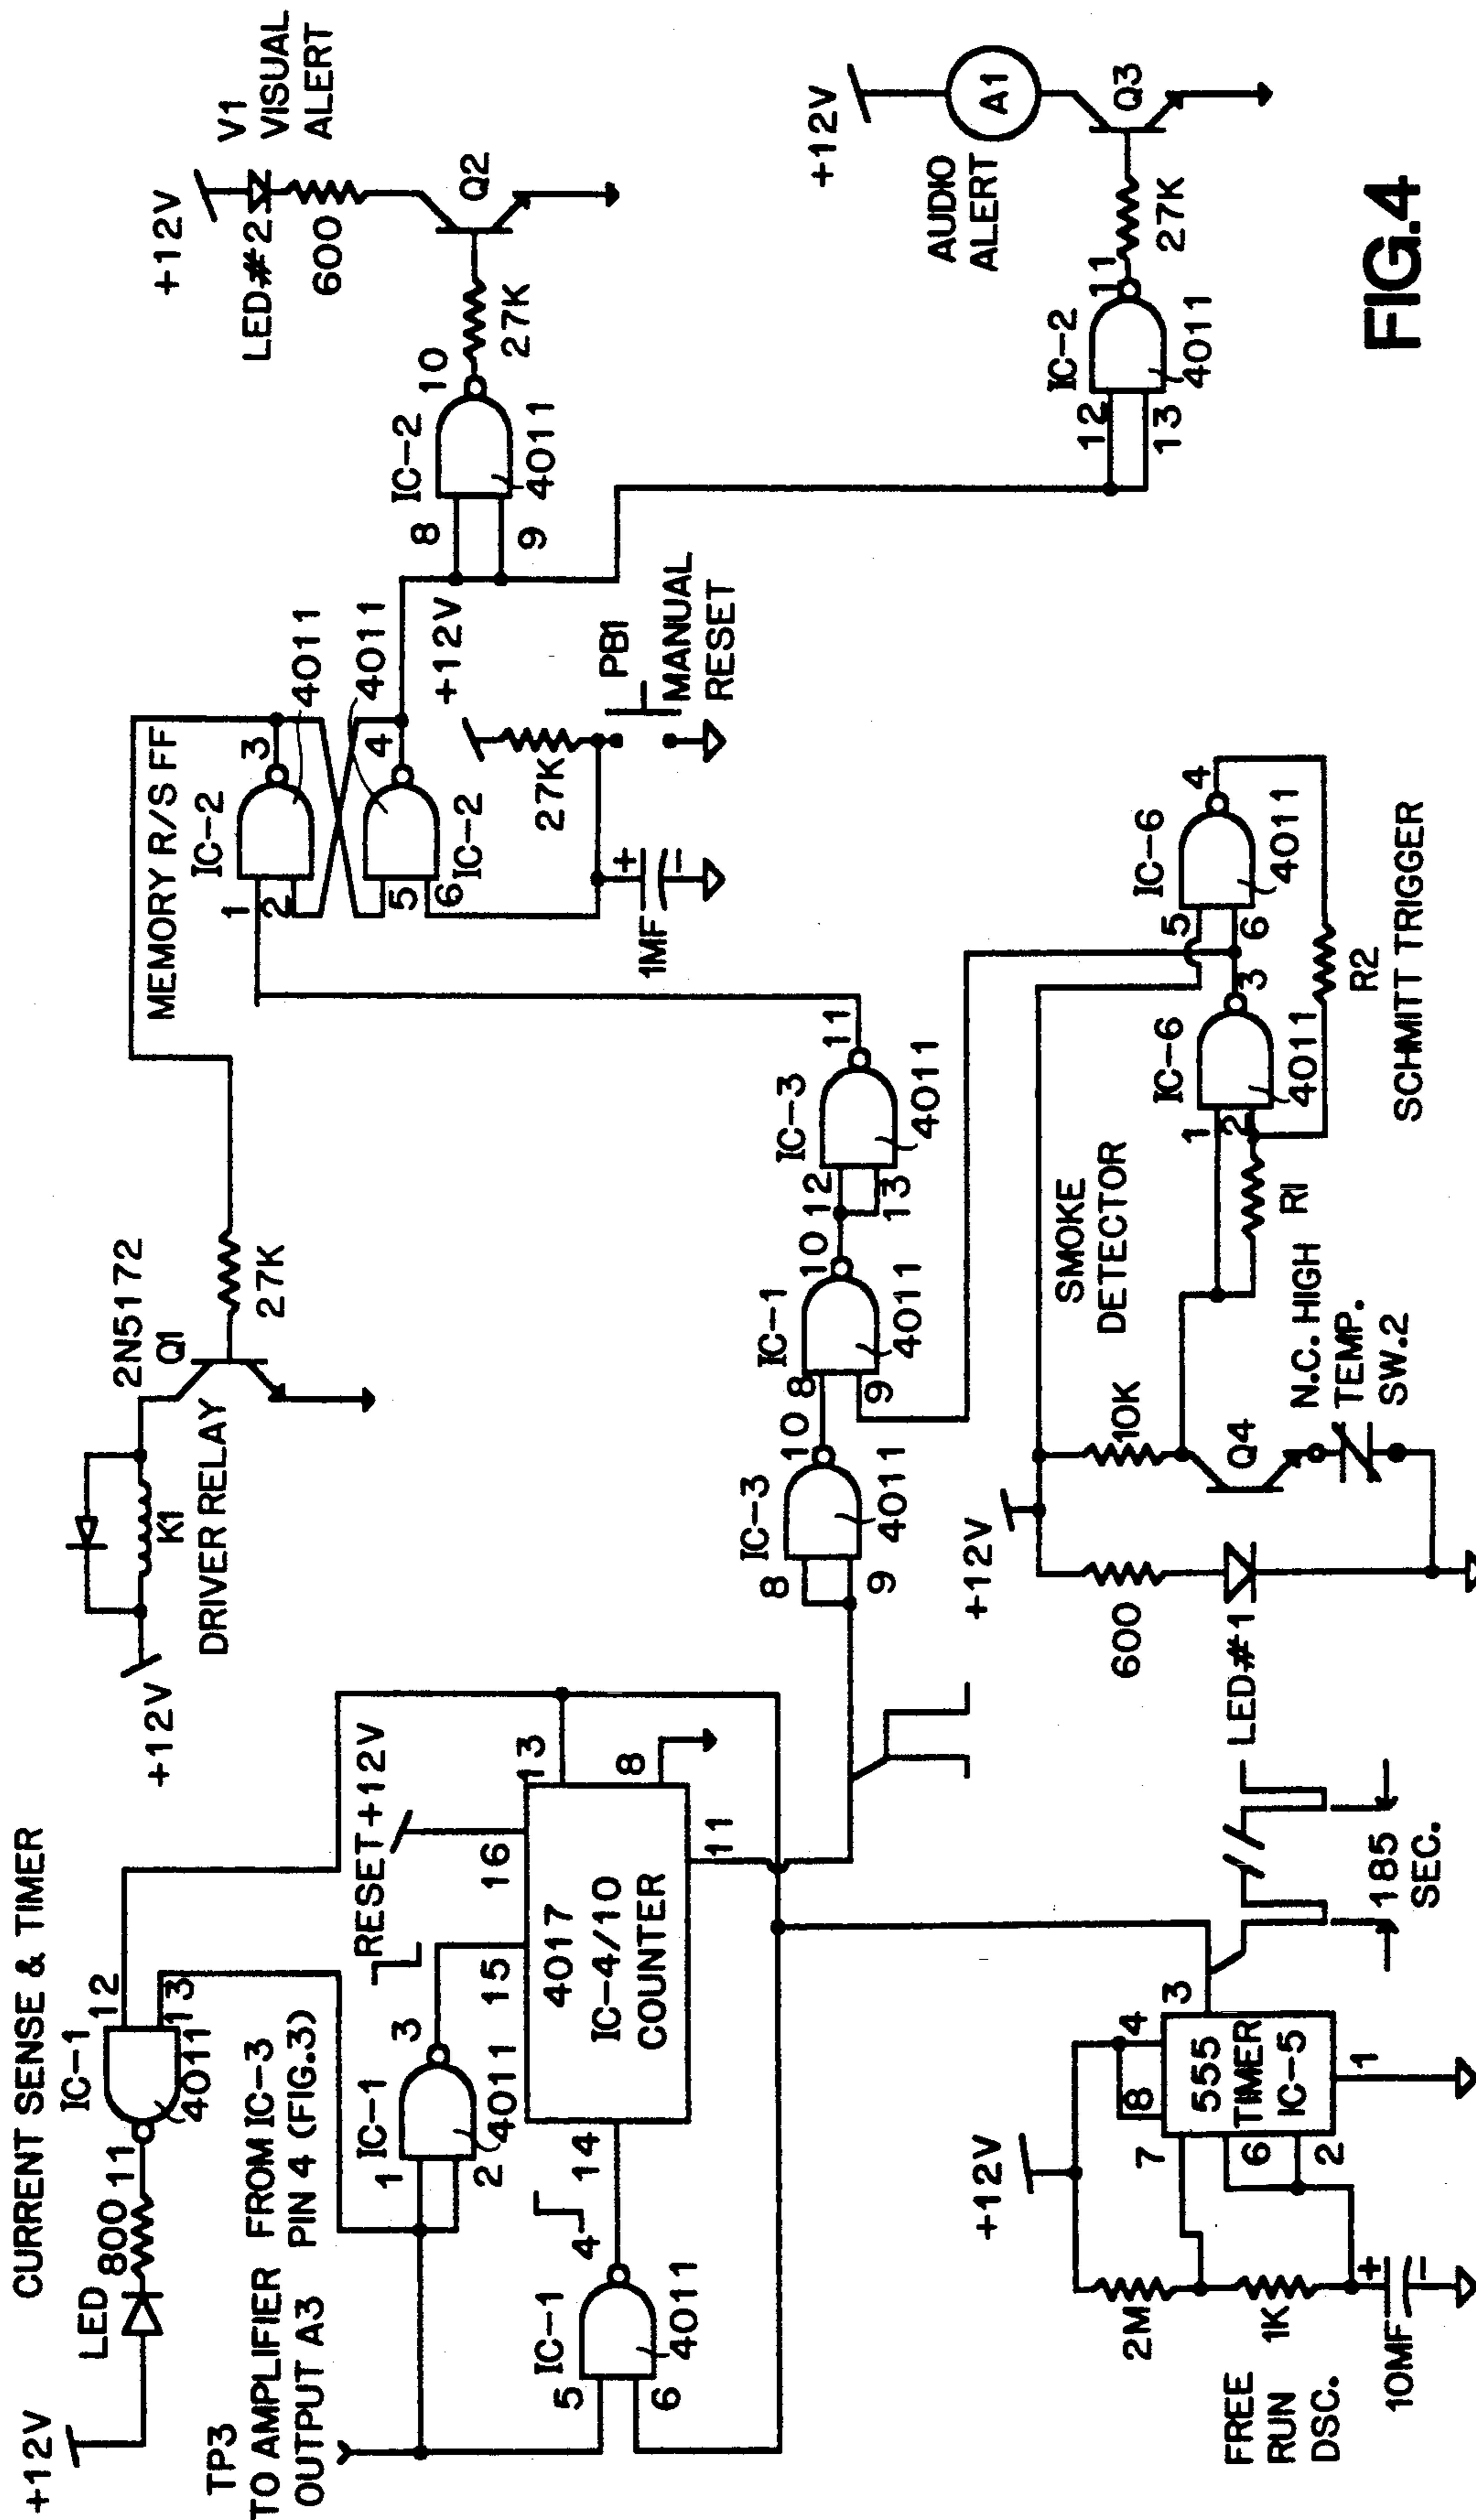 CURRENT SENSE & TIMER
+12V
LED
800
11
IC-1
4011
12
13
TP3
TO AMPLIFIER
OUTPUT A3
FROM IC-3
PIN 4 (FIG.3)
IC-1
1
2
3
4011
RESET
+12V
15
16
13
4017
IC-4/10
COUNTER
14
8
11
IC-1
5
6
4
4011
+12V
K1
DRIVER RELAY
2N5172
Q1
27K
MEMORY R/S FF
IC-2
1
2
3
4011
4011
5
6
4
IC-2
+12V
27K
1MF
+
-
PB1
MANUAL
RESET
IC-2
8
9
10
4011
27K
Q2
+12V
LED#2
V1
VISUAL
ALERT
600
IC-3
8
9
10
4011
IC-1
8
9
10
4011
IC-3
12
13
11
4011
+12V
AUDIO
ALERT
A1
Q3
IC-2
12
13
11
4011
27K
+12V
FREE
RUN
DSC.
2M
1K
10MF
+
-
7
8
4
3
6
2
1
555
TIMER
IC-5
185
SEC.
+12V
600
LED#1
10K
Q4
SMOKE
DETECTOR
N.C. HIGH
TEMP.
SW.2
R1
IC-6
1
2
3
4011
IC-6
5
6
4
4011
R2
SCHMITT TRIGGER
FIG.4